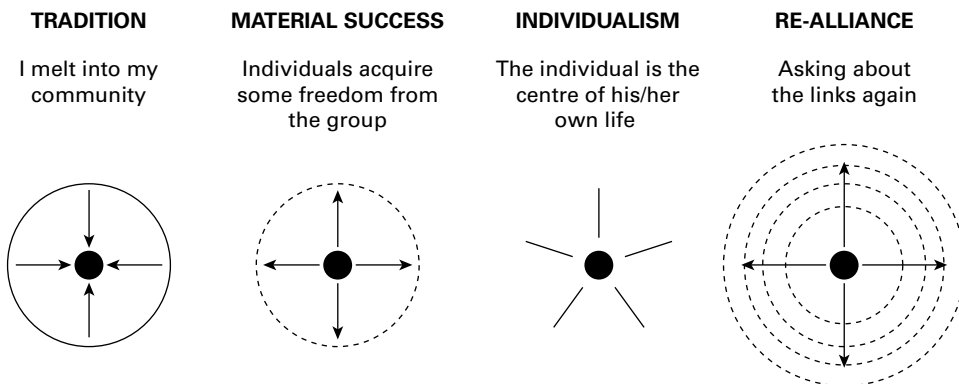 TRADITION
I melt into my
community
MATERIAL SUCCESS
Individuals acquire
some freedom from
the group
INDIVIDUALISM
The individual is the
centre of his/her
own life
RE-ALLIANCE
Asking about
the links again